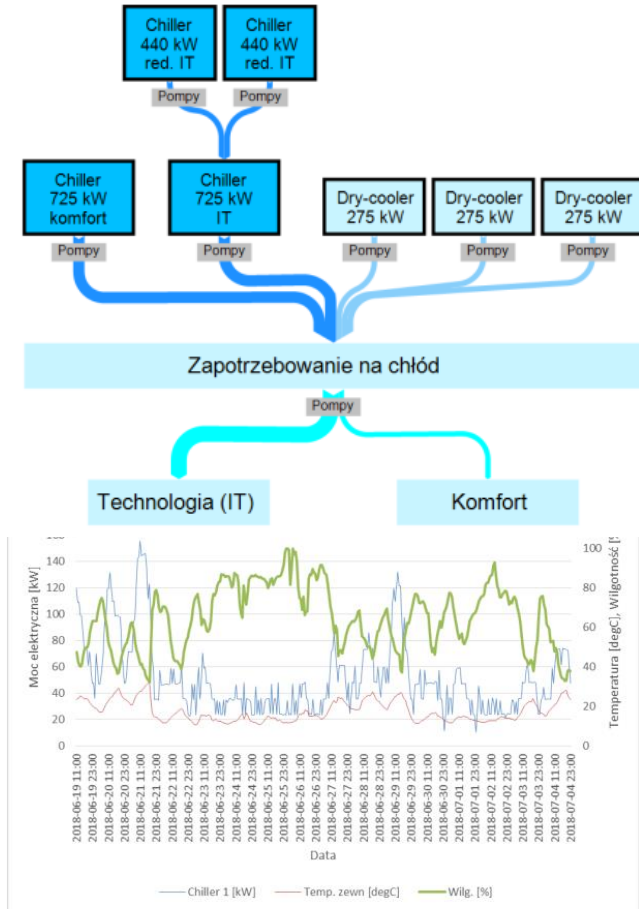 Chiller
440 kW
red. IT
Chiller
440 kW
red. IT
Pompy
Pompy
Chiller
725 kW
komfort
Chiller
725 kW
IT
Dry-cooler
275 kW
Dry-cooler
275 kW
Dry-cooler
275 kW
Pompy
Pompy
Pompy
Pompy
Pompy
Zapotrzebowanie na chłód
Pompy
Technologia (IT)
Komfort
160
140
120
100
80
60
40
20
0
Moc elektryczna [kW]
100
80
60
40
20
0
Temperatura [degC], Wilgotność [%
2018-06-19 11:00
2018-06-19 23:00
2018-06-20 11:00
2018-06-20 23:00
2018-06-21 11:00
2018-06-21 23:00
2018-06-22 11:00
2018-06-22 23:00
2018-06-23 11:00
2018-06-23 23:00
2018-06-24 11:00
2018-06-24 23:00
2018-06-25 11:00
2018-06-25 23:00
2018-06-26 11:00
2018-06-26 23:00
2018-06-27 11:00
2018-06-27 23:00
2018-06-28 11:00
2018-06-28 23:00
2018-06-29 11:00
2018-06-29 23:00
2018-06-30 11:00
2018-06-30 23:00
2018-07-01 11:00
2018-07-01 23:00
2018-07-02 11:00
2018-07-02 23:00
2018-07-03 11:00
2018-07-03 23:00
2018-07-04 11:00
2018-07-04 23:00
Data
Chiller 1 [kW]
Temp. zewn [degC]
Wilg. [%]